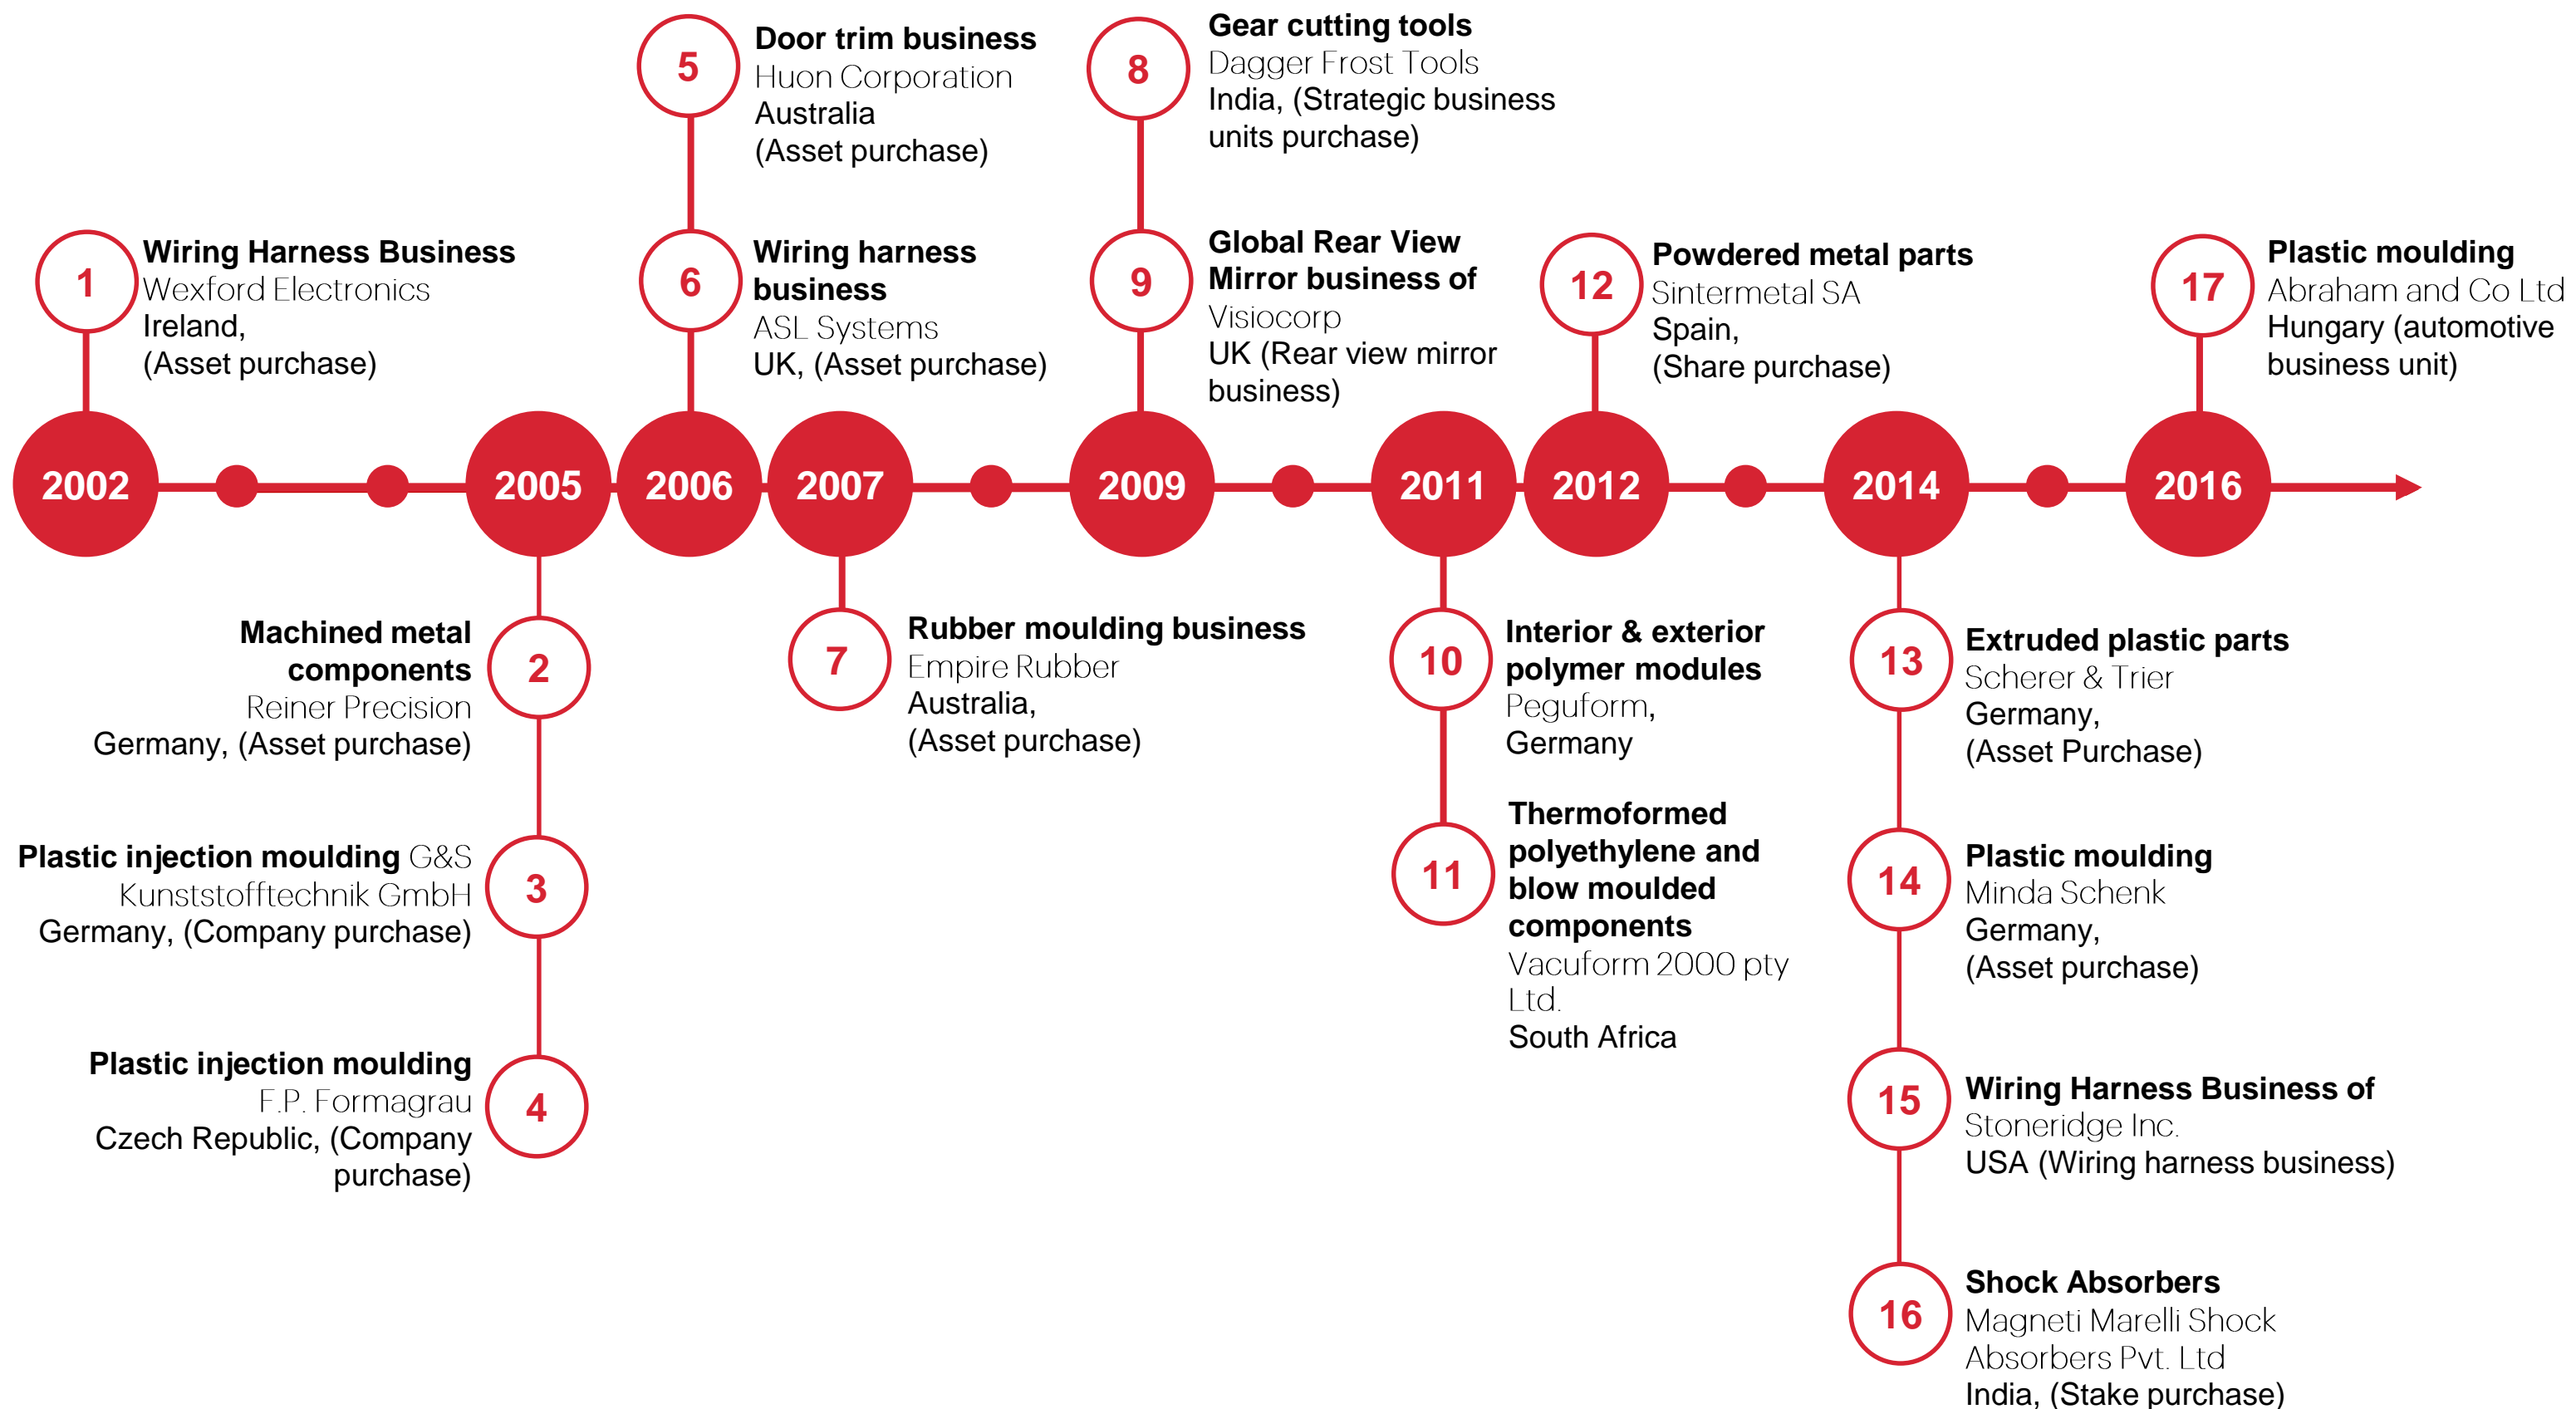 5
Door trim business
Huon Corporation
Australia
(Asset purchase)
8
Gear cutting tools
Dagger Frost Tools
India, (Strategic business
units purchase)
1
Wiring Harness Business
Wexford Electronics
Ireland,
(Asset purchase)
6
Wiring harness
business
ASL Systems
UK, (Asset purchase)
9
Global Rear View
Mirror business of
Visiocorp
UK (Rear view mirror
business)
12
Powdered metal parts
Sintermetal SA
Spain,
(Share purchase)
17
Plastic moulding
Abraham and Co Ltd
Hungary (automotive
business unit)
2002
2005
2006
2007
2009
2011
2012
2014
2016
Machined metal
components
Reiner Precision
Germany, (Asset purchase)
2
Plastic injection moulding G&S
Kunststofftechnik GmbH
Germany, (Company purchase)
3
Plastic injection moulding
F.P. Formagrau
Czech Republic, (Company
purchase)
4
7
Rubber moulding business
Empire Rubber
Australia,
(Asset purchase)
10
Interior & exterior
polymer modules
Peguform,
Germany
11
Thermoformed
polyethylene and
blow moulded
components
Vacuform 2000 pty
Ltd.
South Africa
13
Extruded plastic parts
Scherer & Trier
Germany,
(Asset Purchase)
14
Plastic moulding
Minda Schenk
Germany,
(Asset purchase)
15
Wiring Harness Business of
Stoneridge Inc.
USA (Wiring harness business)
16
Shock Absorbers
Magneti Marelli Shock
Absorbers Pvt. Ltd
India, (Stake purchase)